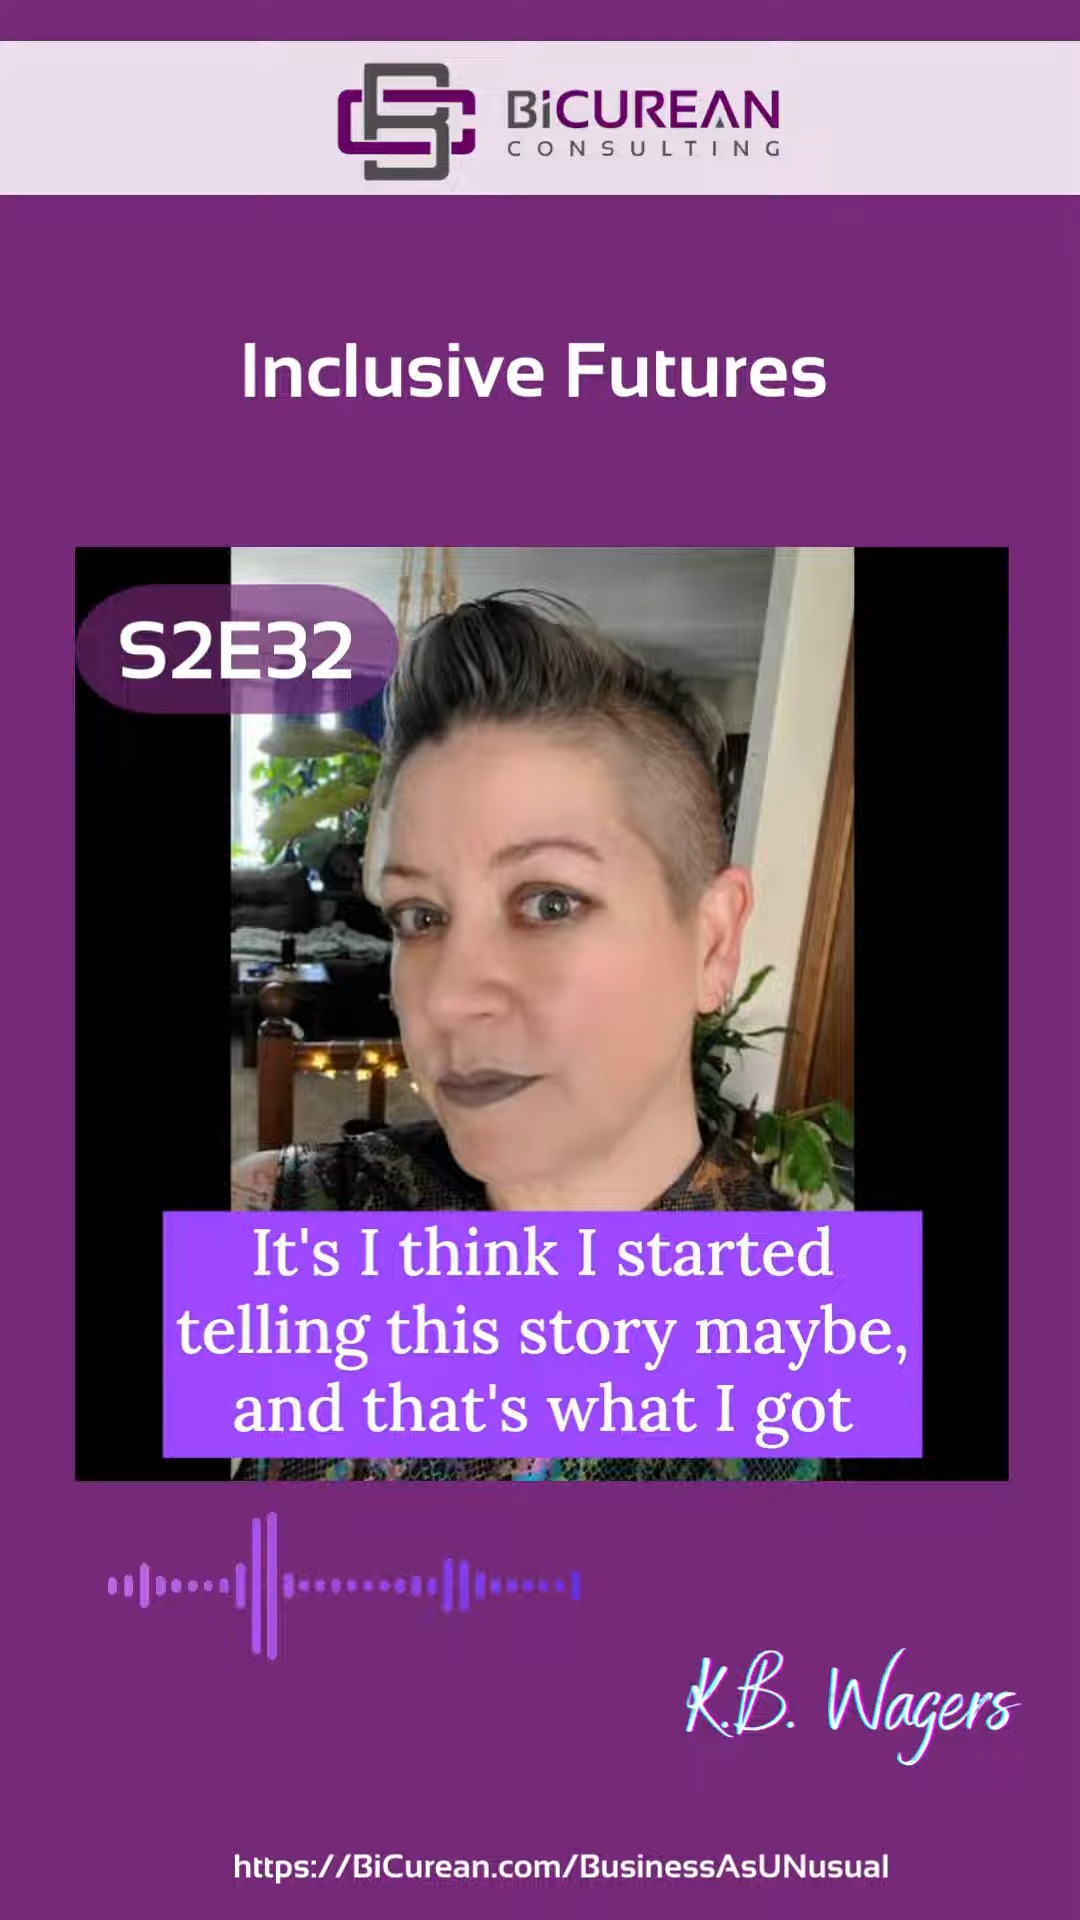 BiCUREAN
CONSULTING
Inclusive Futures
S2E32
It's I think I started
telling this story maybe,
and that's what I got
K.B. Wagers
https://BiCurean.com/BusinessAsUNusual